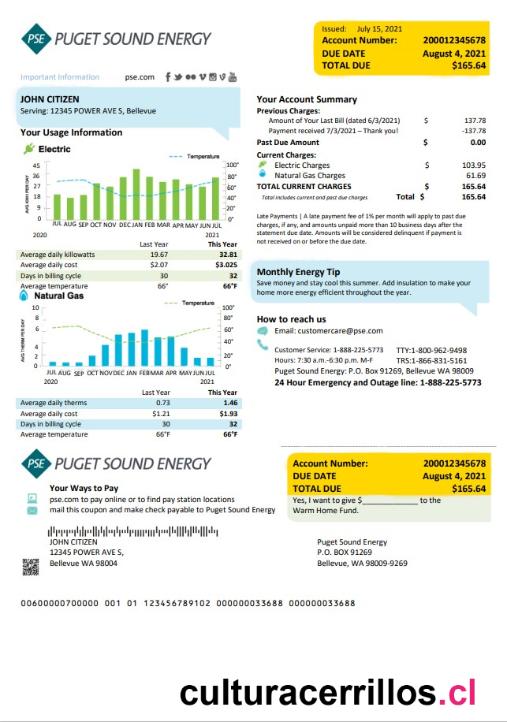 PSE PUGET SOUND ENERGY
Issued: July 15, 2021
Account Number: 200012345678
DUE DATE August 4, 2021
TOTAL DUE $165.64
Important Information pse.com
JOHN CITIZEN
Serving: 12345 POWER AVE S, Bellevue
Your Usage Information
Electric
Temperature
AVG KWH PER DAY
45
36
27
18
9
0
100°
80°
60°
40°
20°
JUL AUG SEP OCT NOV DEC JAN FEB MAR APR MAY JUN JUL
2020 2021
Last Year This Year
Average daily killowatts 19.67 32.81
Average daily cost $2.07 $3.025
Days in billing cycle 30 32
Average temperature 66° 66°F
Natural Gas
Temperature
AVG THERM PER DAY
10
8
6
4
2
0
100°
80°
60°
40°
20°
0°
JUL AUG SEP OCT NOV DEC JAN FEB MAR APR MAY JUN JUL
2020 2021
Last Year This Year
Average daily therms 0.73 1.46
Average daily cost $1.21 $1.93
Days in billing cycle 30 32
Average temperature 66°F 66°F
Your Account Summary
Previous Charges:
Amount of Your Last Bill (dated 6/3/2021) $ 137.78
Payment received 7/3/2021 – Thank you! -137.78
Past Due Amount $ 0.00
Current Charges:
Electric Charges $ 103.95
Natural Gas Charges 61.69
TOTAL CURRENT CHARGES $ 165.64
Total includes current and past due charges Total $ 165.64
Late Payments | A late payment fee of 1% per month will apply to past due
charges, if any, and amounts unpaid more than 10 business days after the
statement due date. Amounts will be considered delinquent if payment is
not received on or before the due date.
Monthly Energy Tip
Save money and stay cool this summer. Add insulation to make your
home more energy efficient throughout the year.
How to reach us
Email: customercare@pse.com
Customer Service: 1-888-225-5773 TTY:1-800-962-9498
Hours: 7:30 a.m.-6:30 p.m. M-F TRS:1-866-831-5161
Puget Sound Energy: P.O. Box 91269, Bellevue, WA 98009
24 Hour Emergency and Outage line: 1-888-225-5773
PSE PUGET SOUND ENERGY
Account Number: 200012345678
DUE DATE August 4, 2021
TOTAL DUE $165.64
Yes, I want to give $____________ to the
Warm Home Fund.
Your Ways to Pay
pse.com to pay online or to find pay station locations
mail this coupon and make check payable to Puget Sound Energy
JOHN CITIZEN
12345 POWER AVE S,
Bellevue WA 98004
Puget Sound Energy
P.O. BOX 91269
Bellevue, WA 98009-9269
00600000700000 001 01 123456789102 000000033688 000000033688
culturacerrillos.cl